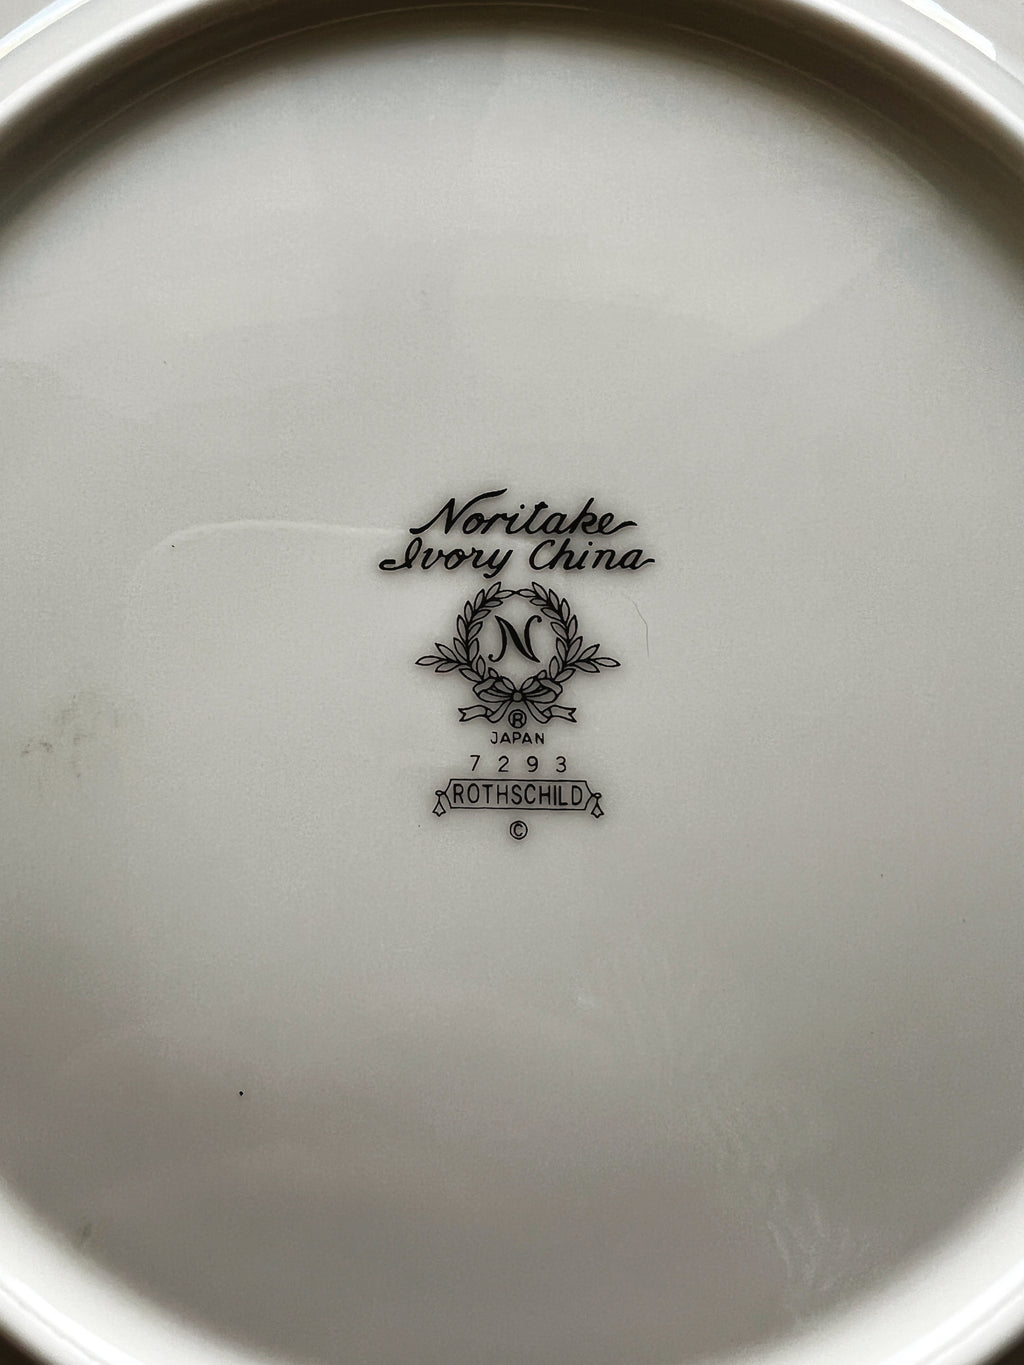 Noritake
Ivory China
N
®
JAPAN
7293
ROTHSCHILD
©